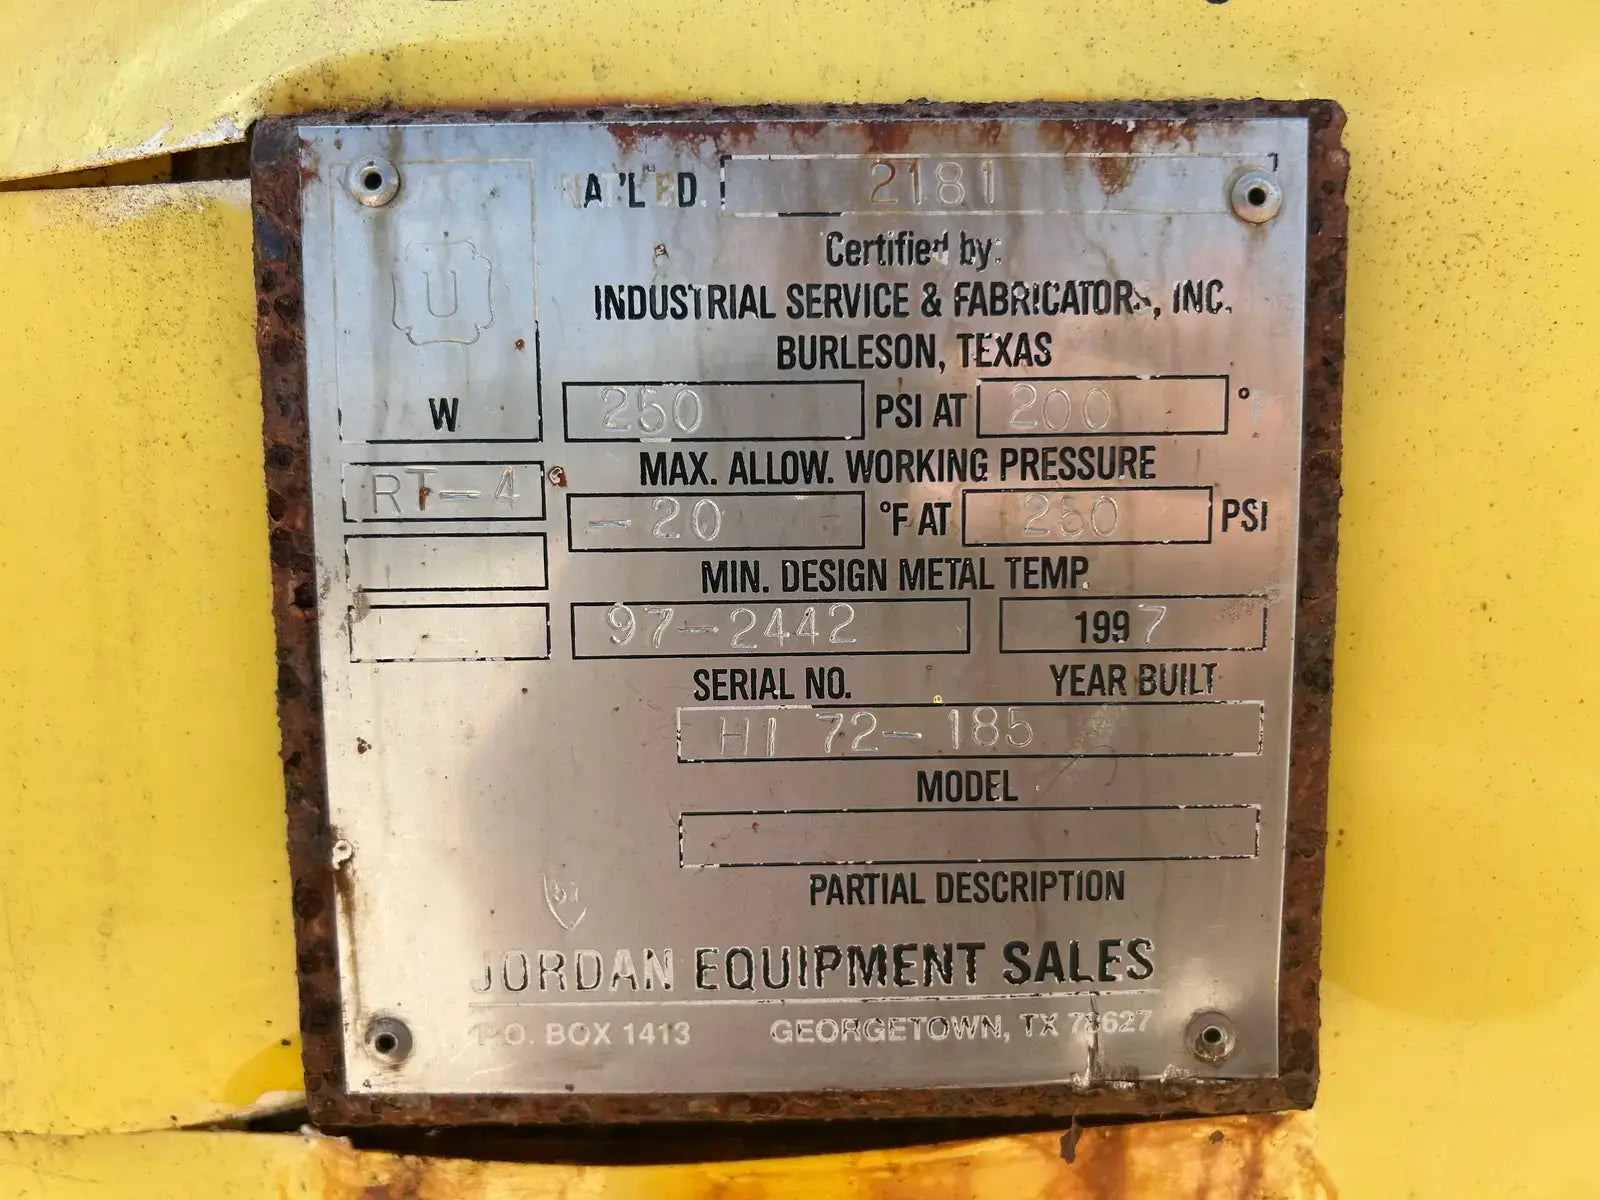 NAT'L BD. 2181
U
Certified by:
INDUSTRIAL SERVICE & FABRICATORS, INC.
BURLESON, TEXAS
W
250 PSI AT 200 °F
MAX. ALLOW. WORKING PRESSURE
RT-4
-20 °F AT 250 PSI
MIN. DESIGN METAL TEMP.
97-2442 1997
SERIAL NO. YEAR BUILT
HI 72-185
MODEL
PARTIAL DESCRIPTION
JORDAN EQUIPMENT SALES
P.O. BOX 1413 GEORGETOWN, TX 78627